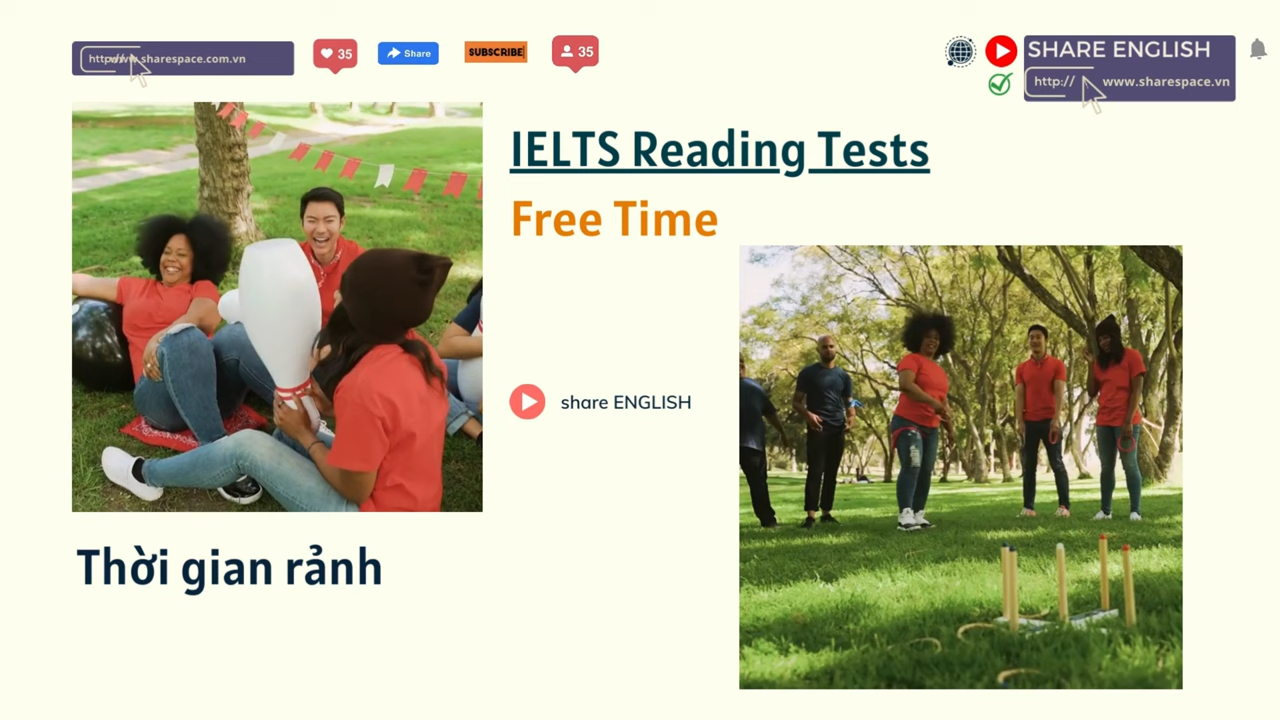 www.sharespace.com.vn
35
Share
SUBSCRIBE
35
SHARE ENGLISH
http:// www.sharespace.vn
IELTS Reading Tests
Free Time
share ENGLISH
Thời gian rảnh